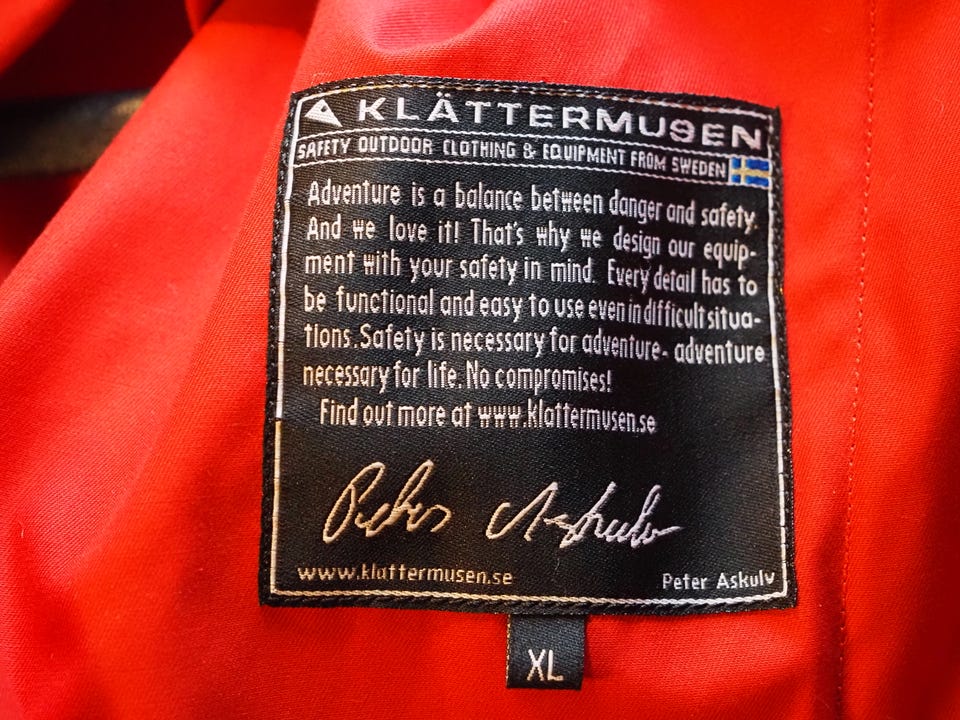 KLÄTTERMUSEN
SAFETY OUTDOOR CLOTHING & EQUIPMENT FROM SWEDEN
Adventure is a balance between danger and safety.
And we love it! That's why we design our equip-
ment with your safety in mind. Every detail has to
be functional and easy to use even in difficult situa-
tions. Safety is necessary for adventure- adventure
necessary for life. No compromises!
Find out more at www.klattermusen.se
Peter Askulv
www.klattermusen.se
Peter Askulv
XL